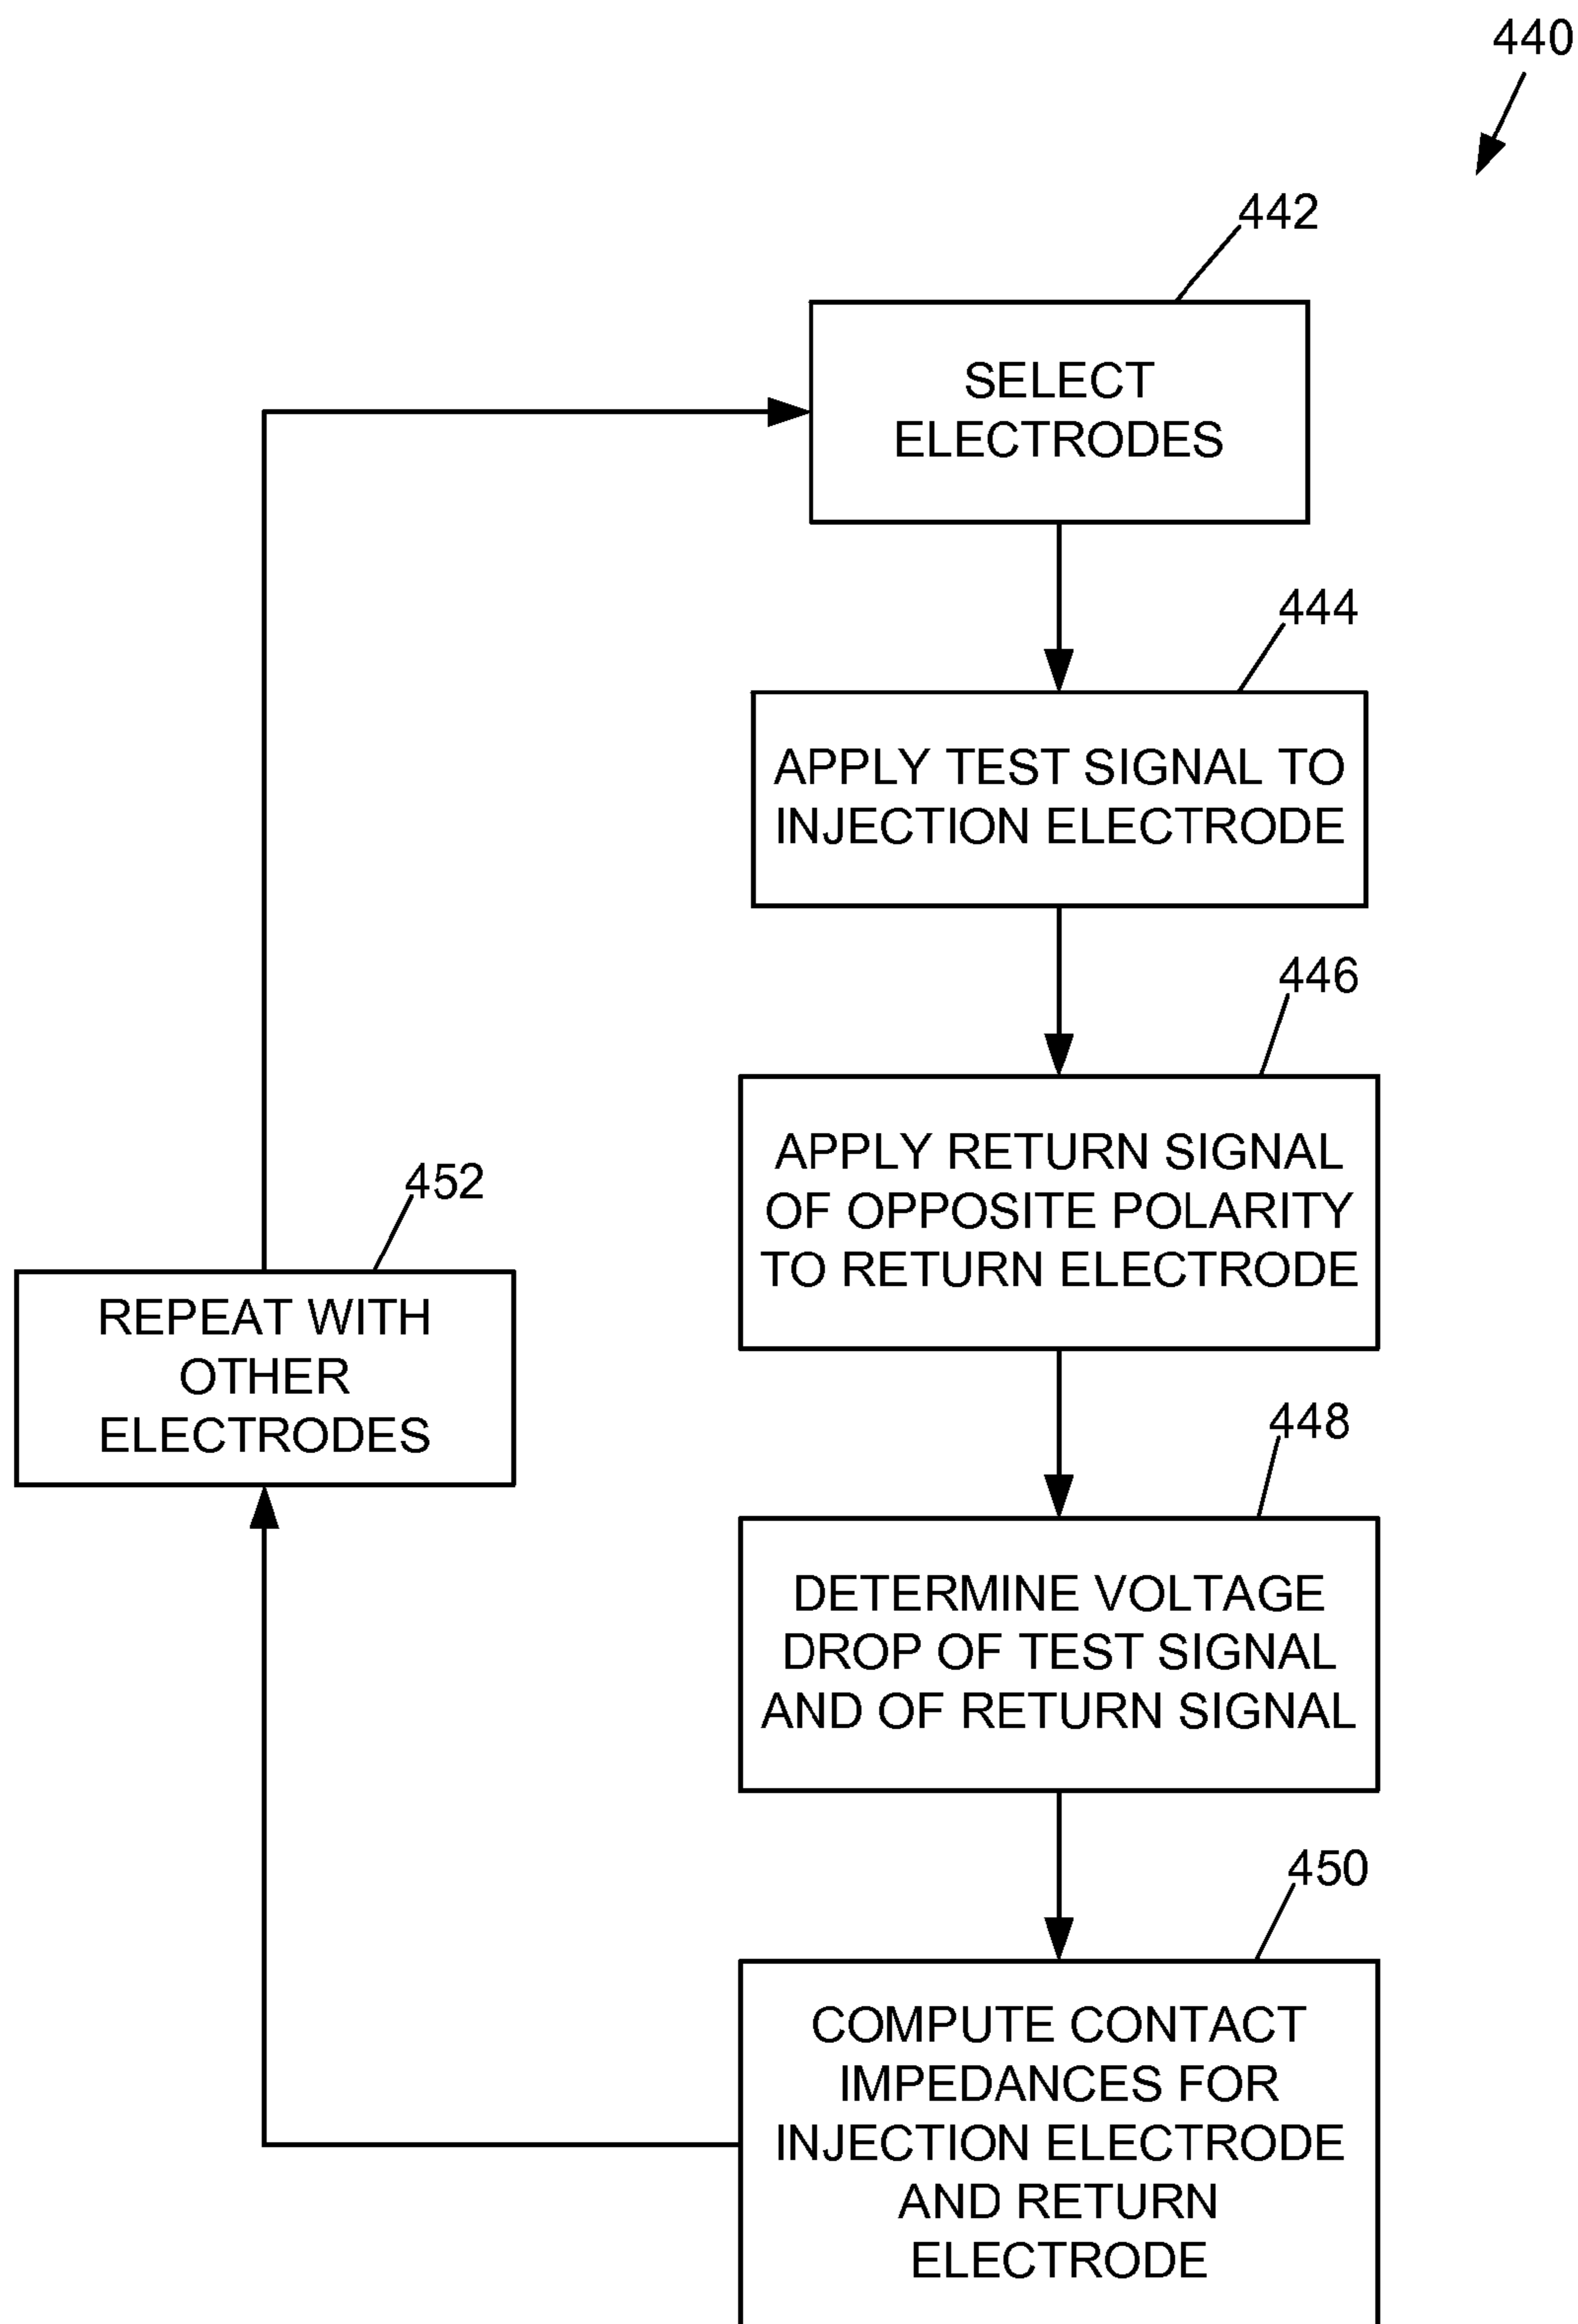 440
442
SELECT
ELECTRODES
444
APPLY TEST SIGNAL TO
INJECTION ELECTRODE
446
APPLY RETURN SIGNAL
OF OPPOSITE POLARITY
TO RETURN ELECTRODE
452
REPEAT WITH
OTHER
ELECTRODES
448
DETERMINE VOLTAGE
DROP OF TEST SIGNAL
AND OF RETURN SIGNAL
450
COMPUTE CONTACT
IMPEDANCES FOR
INJECTION ELECTRODE
AND RETURN
ELECTRODE